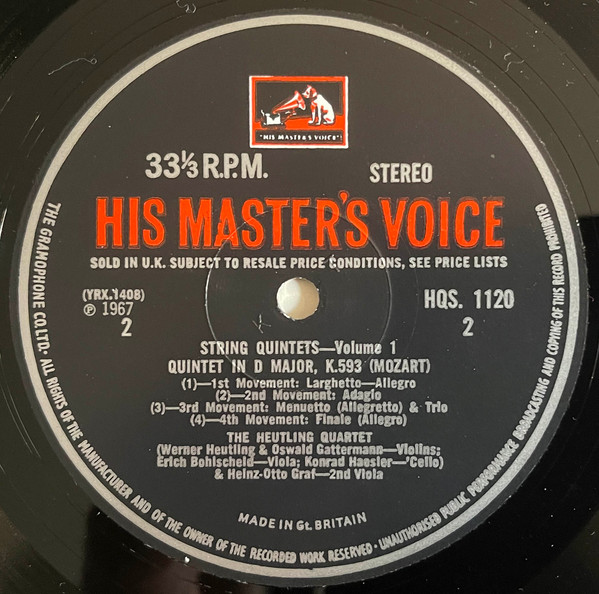 "HIS MASTER'S VOICE"
33⅓ R.P.M.
STEREO
HIS MASTER'S VOICE
SOLD IN U.K. SUBJECT TO RESALE PRICE CONDITIONS, SEE PRICE LISTS
(YRX.1408)
℗ 1967
2
HQS. 1120
2
STRING QUINTETS—Volume 1
QUINTET IN D MAJOR, K.593 (MOZART)
(1)—1st Movement: Larghetto—Allegro
(2)—2nd Movement: Adagio
(3)—3rd Movement: Menuetto (Allegretto) & Trio
(4)—4th Movement: Finale (Allegro)
THE HEUTLING QUARTET
(Werner Heutling & Oswald Gattermann—Violins;
Erich Bohlscheid—Viola; Konrad Haesler—'Cello)
& Heinz-Otto Graf—2nd Viola
MADE IN Gt. BRITAIN
THE GRAMOPHONE CO. LTD. · ALL RIGHTS OF THE MANUFACTURER AND OF THE OWNER OF THE RECORDED WORK RESERVED · UNAUTHORISED PUBLIC PERFORMANCE BROADCASTING AND COPYING OF THIS RECORD PROHIBITED